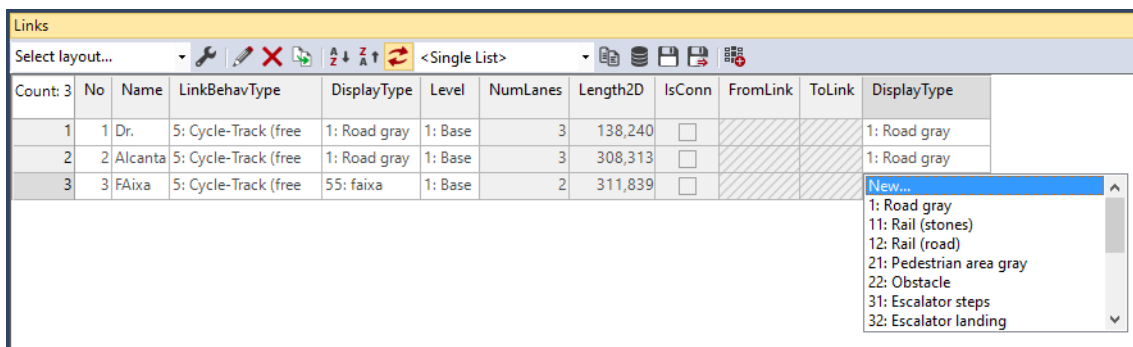 Links
Select layout... <Single List>
Count: 3 No Name LinkBehavType DisplayType Level NumLanes Length2D IsConn FromLink ToLink DisplayType
1 1 Dr. 5: Cycle-Track (free 1: Road gray 1: Base 3 138,240 1: Road gray
2 2 Alcanta 5: Cycle-Track (free 1: Road gray 1: Base 3 308,313 1: Road gray
3 3 FAixa 5: Cycle-Track (free 55: faixa 1: Base 2 311,839
New...
1: Road gray
11: Rail (stones)
12: Rail (road)
21: Pedestrian area gray
22: Obstacle
31: Escalator steps
32: Escalator landing